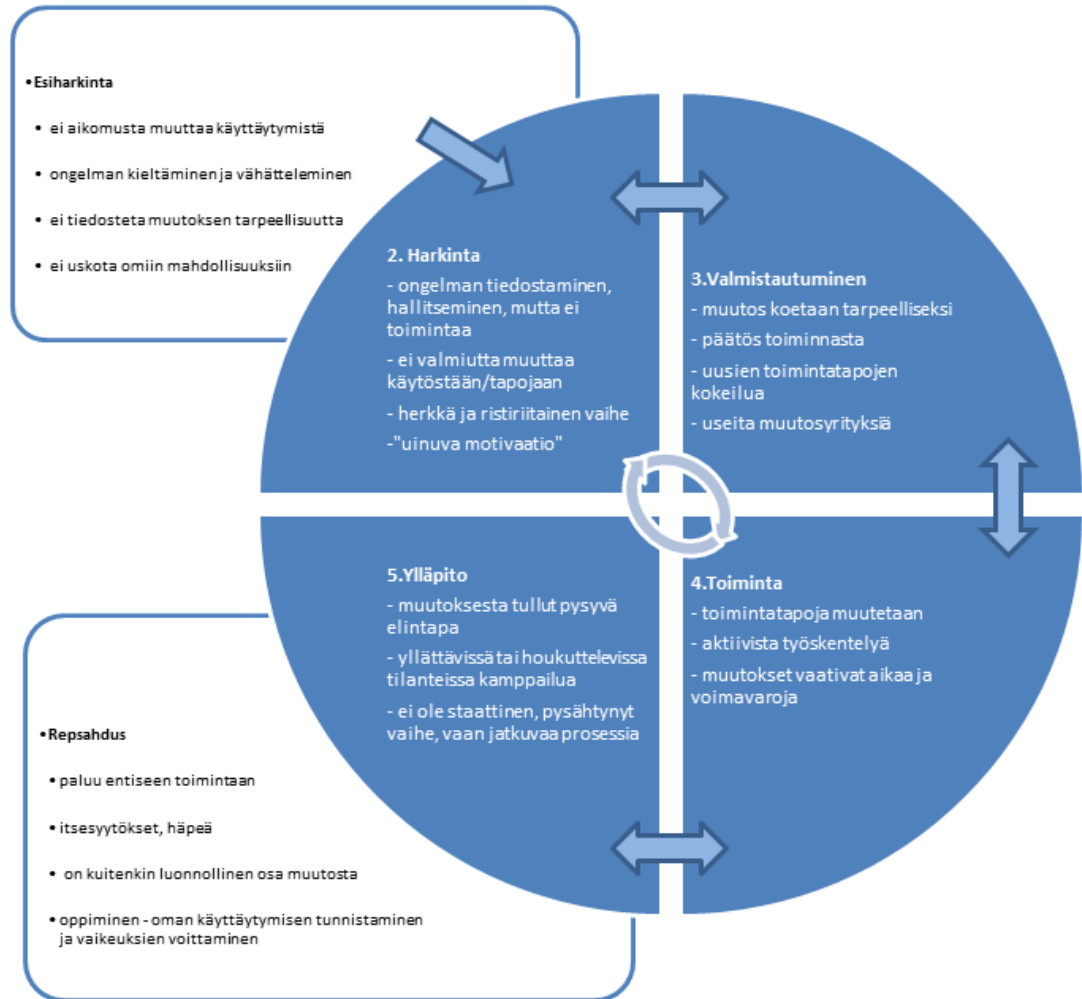 •Esiharkinta
• ei aikomusta muuttaa käyttäytymistä
• ongelman kieltäminen ja vähätteleminen
• ei tiedosteta muutoksen tarpeellisuutta
• ei uskota omiin mahdollisuuksiin
2. Harkinta
- ongelman tiedostaminen,
hallitseminen, mutta ei
toimintaa
- ei valmiutta muuttaa
käytöstään/tapojaan
- herkkä ja ristiriitainen vaihe
-"uinuva motivaatio"
3.Valmistautuminen
- muutos koetaan tarpeelliseksi
- päätös toiminnasta
- uusien toimintatapojen
kokeilua
- useita muutosyrityksiä
4.Toiminta
- toimintatapoja muutetaan
- aktiivista työskentelyä
- muutokset vaativat aikaa ja
voimavaroja
5.Ylläpito
- muutoksesta tullut pysyvä
elintapa
- yllättävissä tai houkuttelevissa
tilanteissa kamppailua
- ei ole staattinen, pysähtynyt
vaihe, vaan jatkuvaa prosessia
•Repsahdus
• paluu entiseen toimintaan
• itsesyytökset, häpeä
• on kuitenkin luonnollinen osa muutosta
• oppiminen - oman käyttäytymisen tunnistaminen
ja vaikeuksien voittaminen